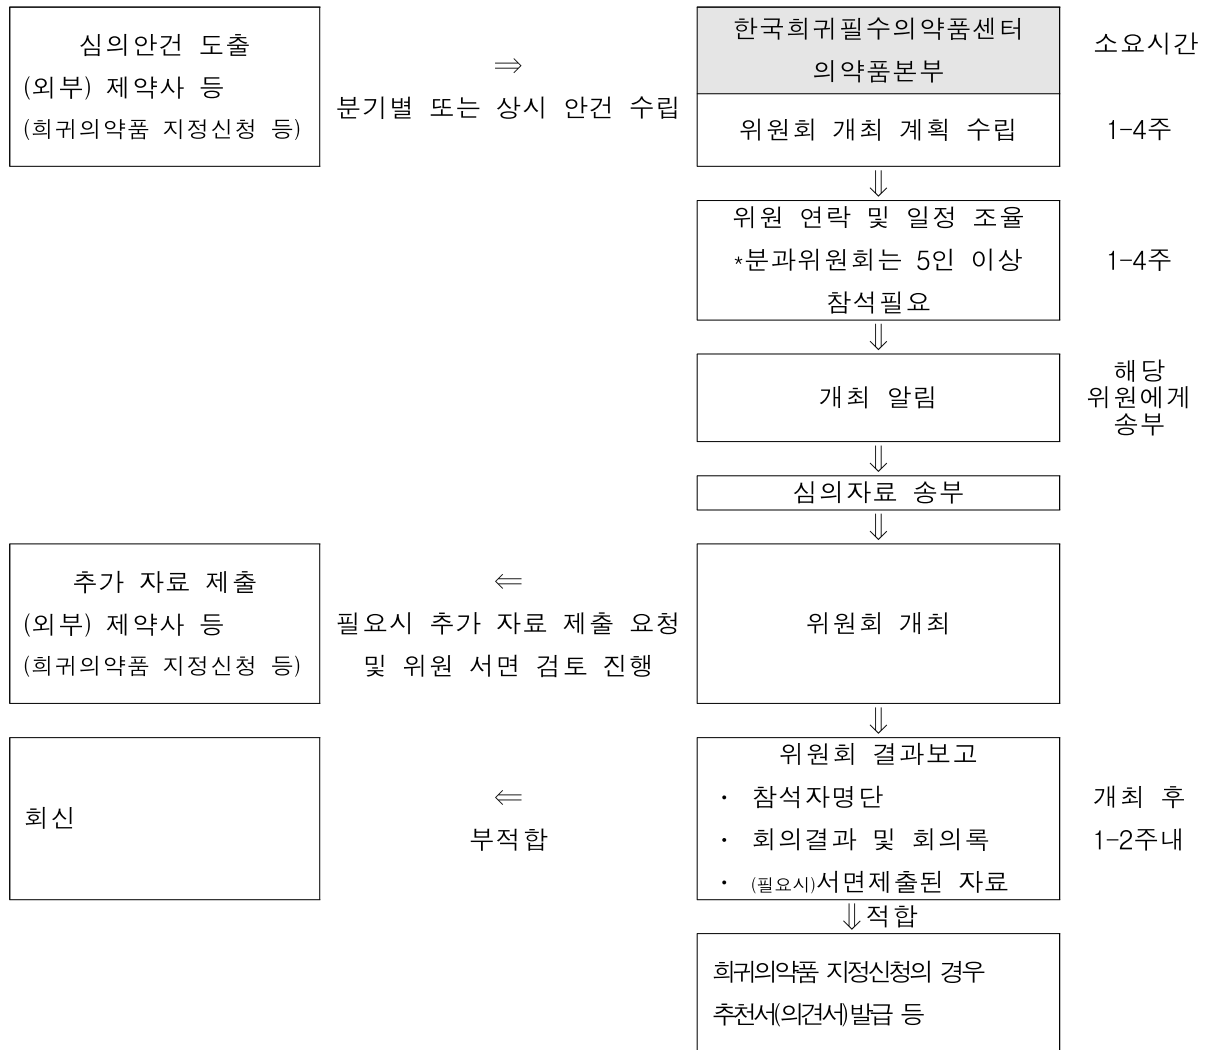 심의안건 도출
(외부) 제약사 등
(희귀의약품 지정신청 등)
⇒
분기별 또는 상시 안건 수립
한국희귀필수의약품센터
의약품본부
소요시간
위원회 개최 계획 수립
1-4주
⇓
위원 연락 및 일정 조율
*분과위원회는 5인 이상
참석필요
1-4주
⇓
개최 알림
해당
위원에게
송부
⇓
심의자료 송부
⇓
추가 자료 제출
(외부) 제약사 등
(희귀의약품 지정신청 등)
⇐
필요시 추가 자료 제출 요청
및 위원 서면 검토 진행
위원회 개최
⇓
회신
⇐
부적합
위원회 결과보고
· 참석자명단
· 회의결과 및 회의록
· (필요시)서면제출된 자료
개최 후
1-2주내
⇓적합
희귀의약품 지정신청의 경우
추천서(의견서)발급 등